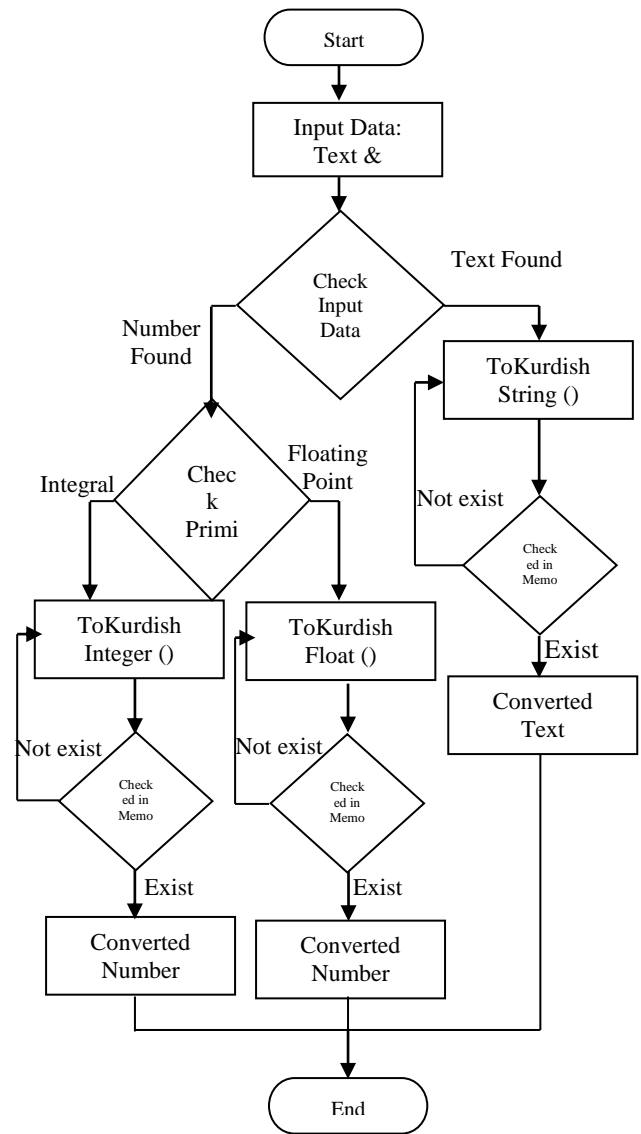 Start
Input Data:
Text &
Check
Input
Data
Text Found
Number
Found
ToKurdish
String ()
Integral
Chec
k
Primi
Floating
Point
Not exist
Check
ed in
Memo
ToKurdish
Integer ()
ToKurdish
Float ()
Exist
Converted
Text
Not exist
Check
ed in
Memo
Not exist
Check
ed in
Memo
Exist
Exist
Converted
Number
Converted
Number
End